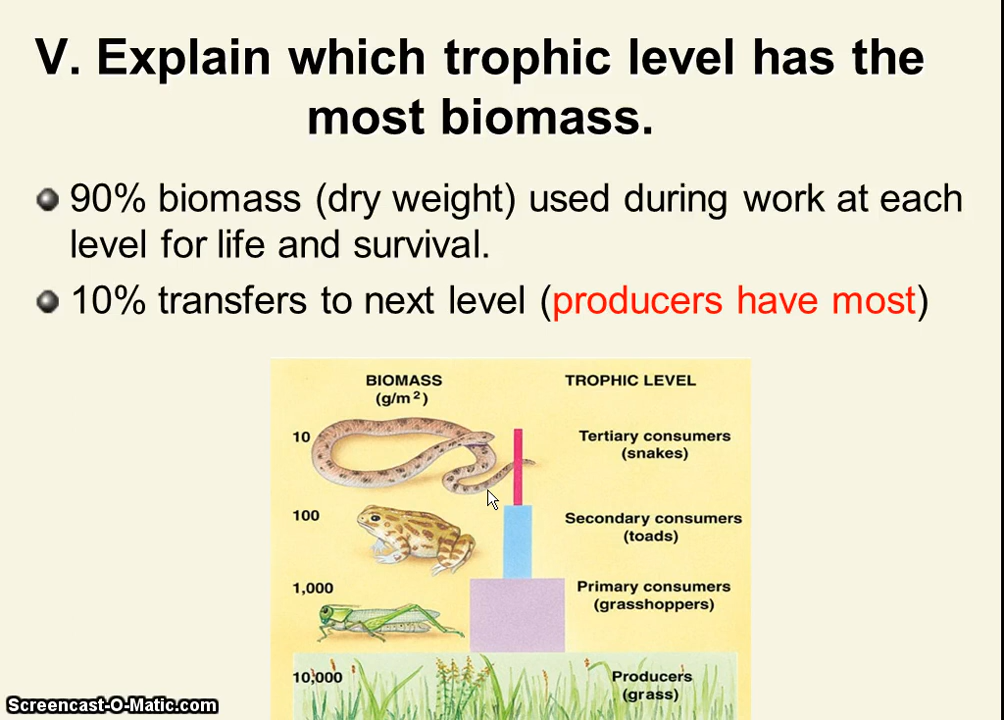 V. Explain which trophic level has the
most biomass.
90% biomass (dry weight) used during work at each
level for life and survival.
10% transfers to next level (producers have most)
BIOMASS
(g/m²)
TROPHIC LEVEL
10
Tertiary consumers
(snakes)
100
Secondary consumers
(toads)
1,000
Primary consumers
(grasshoppers)
10,000
Producers
(grass)
Screencast-O-Matic.com